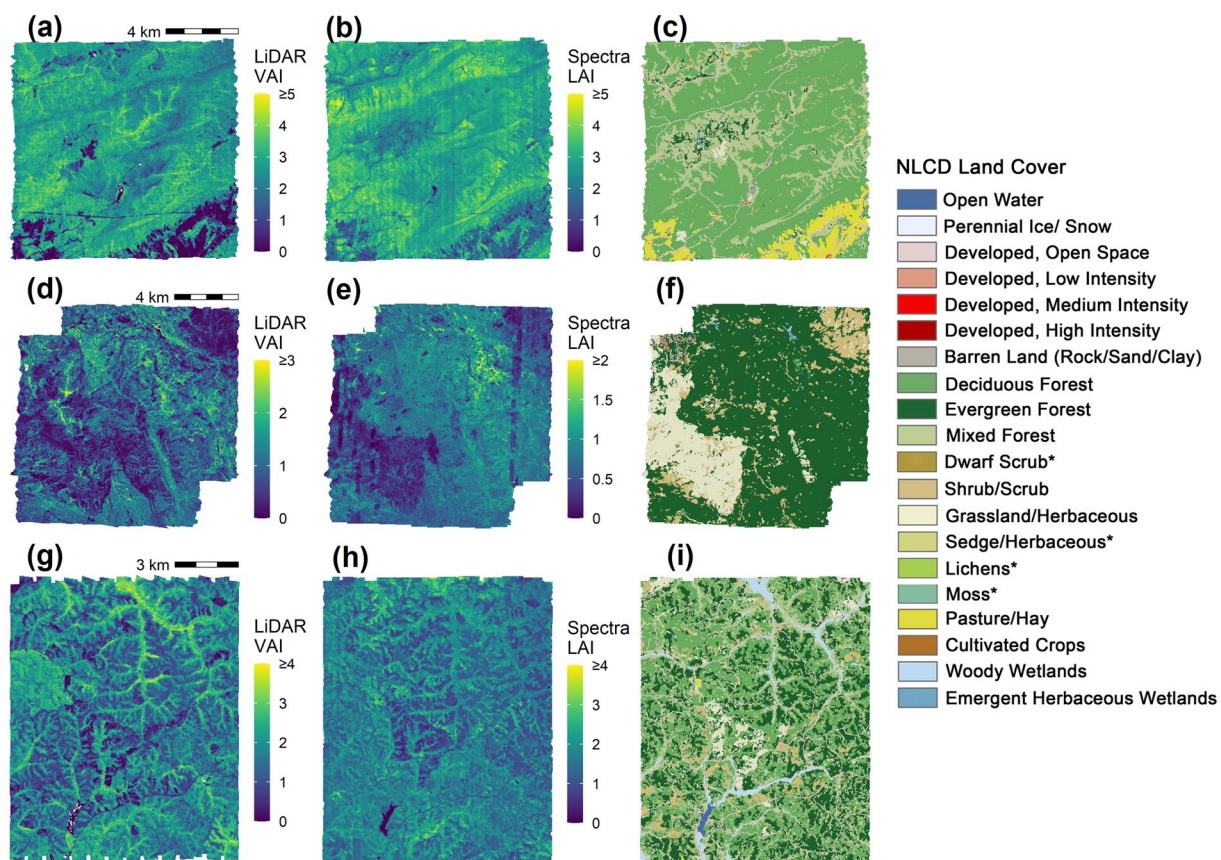 (a)
4 km
LiDAR
VAI
≥5
4
3
2
1
0
(b)
Spectra
LAI
≥5
4
3
2
1
0
(c)
(d)
4 km
LiDAR
VAI
≥3
2
1
0
(e)
Spectra
LAI
≥2
1.5
1
0.5
0
(f)
(g)
3 km
LiDAR
VAI
≥4
3
2
1
0
(h)
Spectra
LAI
≥4
3
2
1
0
(i)
NLCD Land Cover
Open Water
Perennial Ice/ Snow
Developed, Open Space
Developed, Low Intensity
Developed, Medium Intensity
Developed, High Intensity
Barren Land (Rock/Sand/Clay)
Deciduous Forest
Evergreen Forest
Mixed Forest
Dwarf Scrub*
Shrub/Scrub
Grassland/Herbaceous
Sedge/Herbaceous*
Lichens*
Moss*
Pasture/Hay
Cultivated Crops
Woody Wetlands
Emergent Herbaceous Wetlands